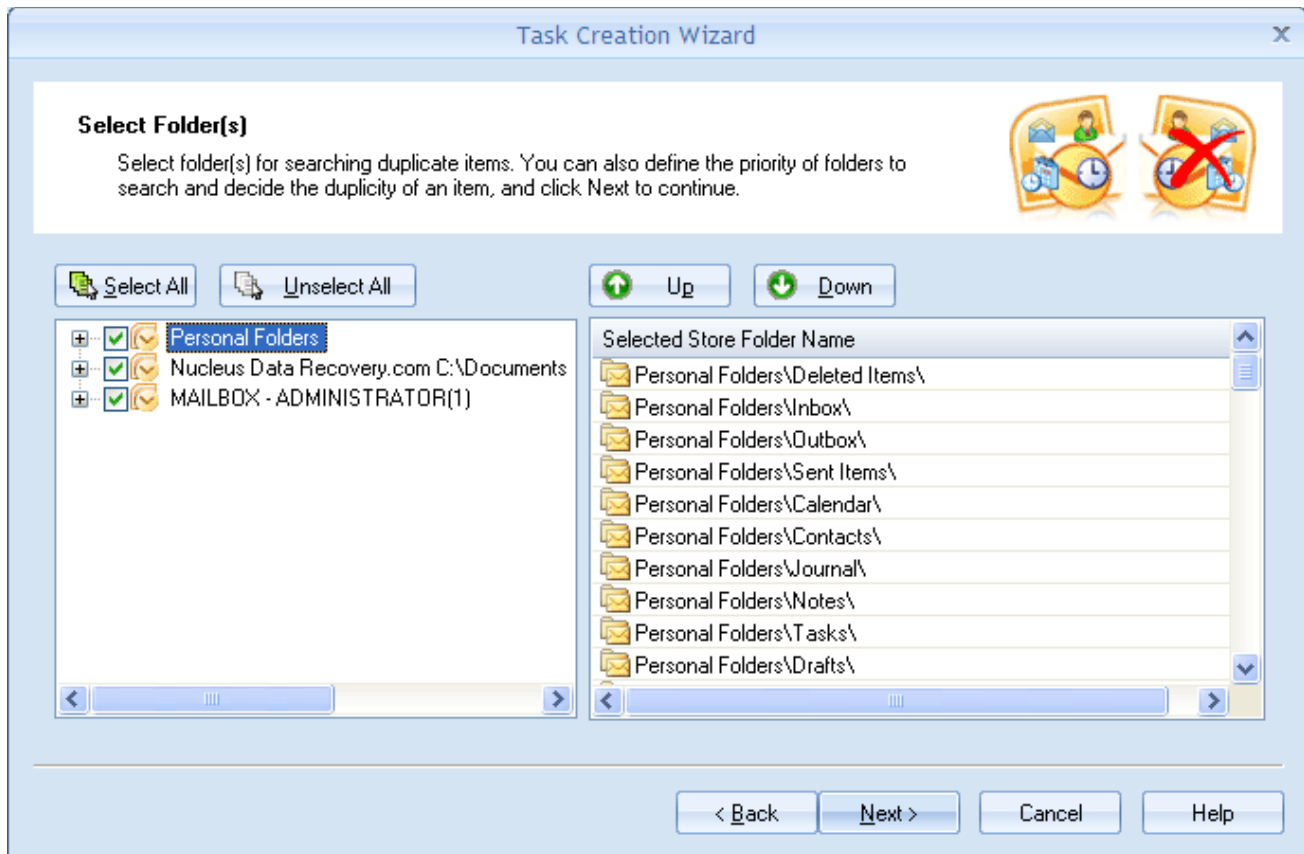 Task Creation Wizard
Select Folder(s)
Select folder(s) for searching duplicate items. You can also define the priority of folders to
search and decide the duplicity of an item, and click Next to continue.
Select All
Unselect All
Up
Down
Personal Folders
Nucleus Data Recovery.com C:\Documents
MAILBOX - ADMINISTRATOR(1)
Selected Store Folder Name
Personal Folders\Deleted Items\
Personal Folders\Inbox\
Personal Folders\Outbox\
Personal Folders\Sent Items\
Personal Folders\Calendar\
Personal Folders\Contacts\
Personal Folders\Journal\
Personal Folders\Notes\
Personal Folders\Tasks\
Personal Folders\Drafts\
< Back
Next >
Cancel
Help